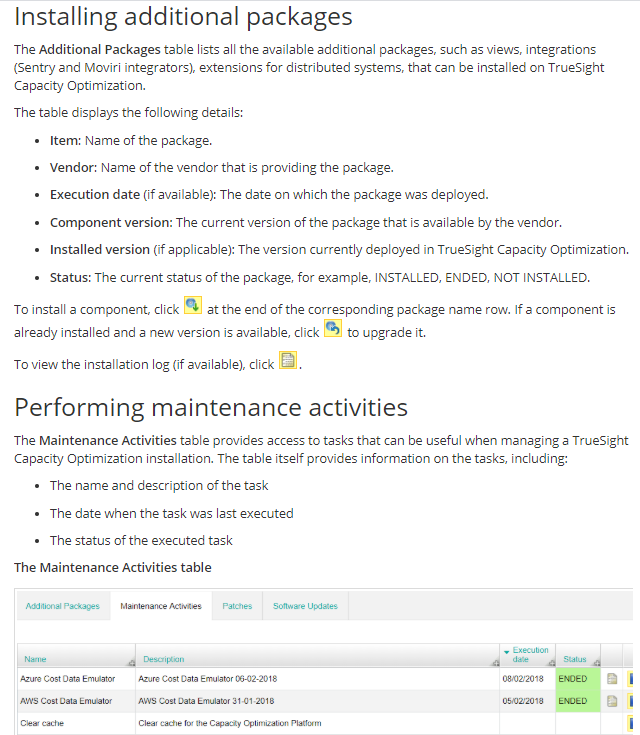 Installing additional packages
The Additional Packages table lists all the available additional packages, such as views, integrations
(Sentry and Moviri integrators), extensions for distributed systems, that can be installed on TrueSight
Capacity Optimization.
The table displays the following details:
• Item: Name of the package.
• Vendor: Name of the vendor that is providing the package.
• Execution date (if available): The date on which the package was deployed.
• Component version: The current version of the package that is available by the vendor.
• Installed version (if applicable): The version currently deployed in TrueSight Capacity Optimization.
• Status: The current status of the package, for example, INSTALLED, ENDED, NOT INSTALLED.
To install a component, click at the end of the corresponding package name row. If a component is
already installed and a new version is available, click to upgrade it.
To view the installation log (if available), click .
Performing maintenance activities
The Maintenance Activities table provides access to tasks that can be useful when managing a TrueSight
Capacity Optimization installation. The table itself provides information on the tasks, including:
• The name and description of the task
• The date when the task was last executed
• The status of the executed task
The Maintenance Activities table
Additional Packages Maintenance Activities Patches Software Updates
Name Description Execution date Status
Azure Cost Data Emulator Azure Cost Data Emulator 06-02-2018 08/02/2018 ENDED
AWS Cost Data Emulator AWS Cost Data Emulator 31-01-2018 05/02/2018 ENDED
Clear cache Clear cache for the Capacity Optimization Platform